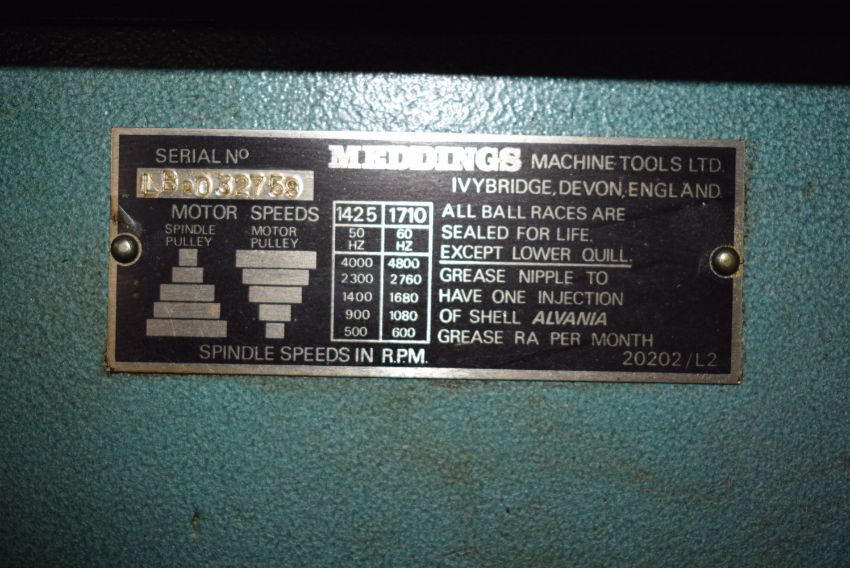 SERIAL Nº
MEDDINGS MACHINE TOOLS LTD.
IVYBRIDGE, DEVON, ENGLAND
MOTOR SPEEDS
SPINDLE PULLEY
MOTOR PULLEY
1425 1710
50 HZ 60 HZ
4000 4800
2300 2760
1400 1680
900 1080
500 600
SPINDLE SPEEDS IN R.P.M.
ALL BALL RACES ARE
SEALED FOR LIFE.
EXCEPT LOWER QUILL.
GREASE NIPPLE TO
HAVE ONE INJECTION
OF SHELL ALVANIA
GREASE RA PER MONTH
20202/L2